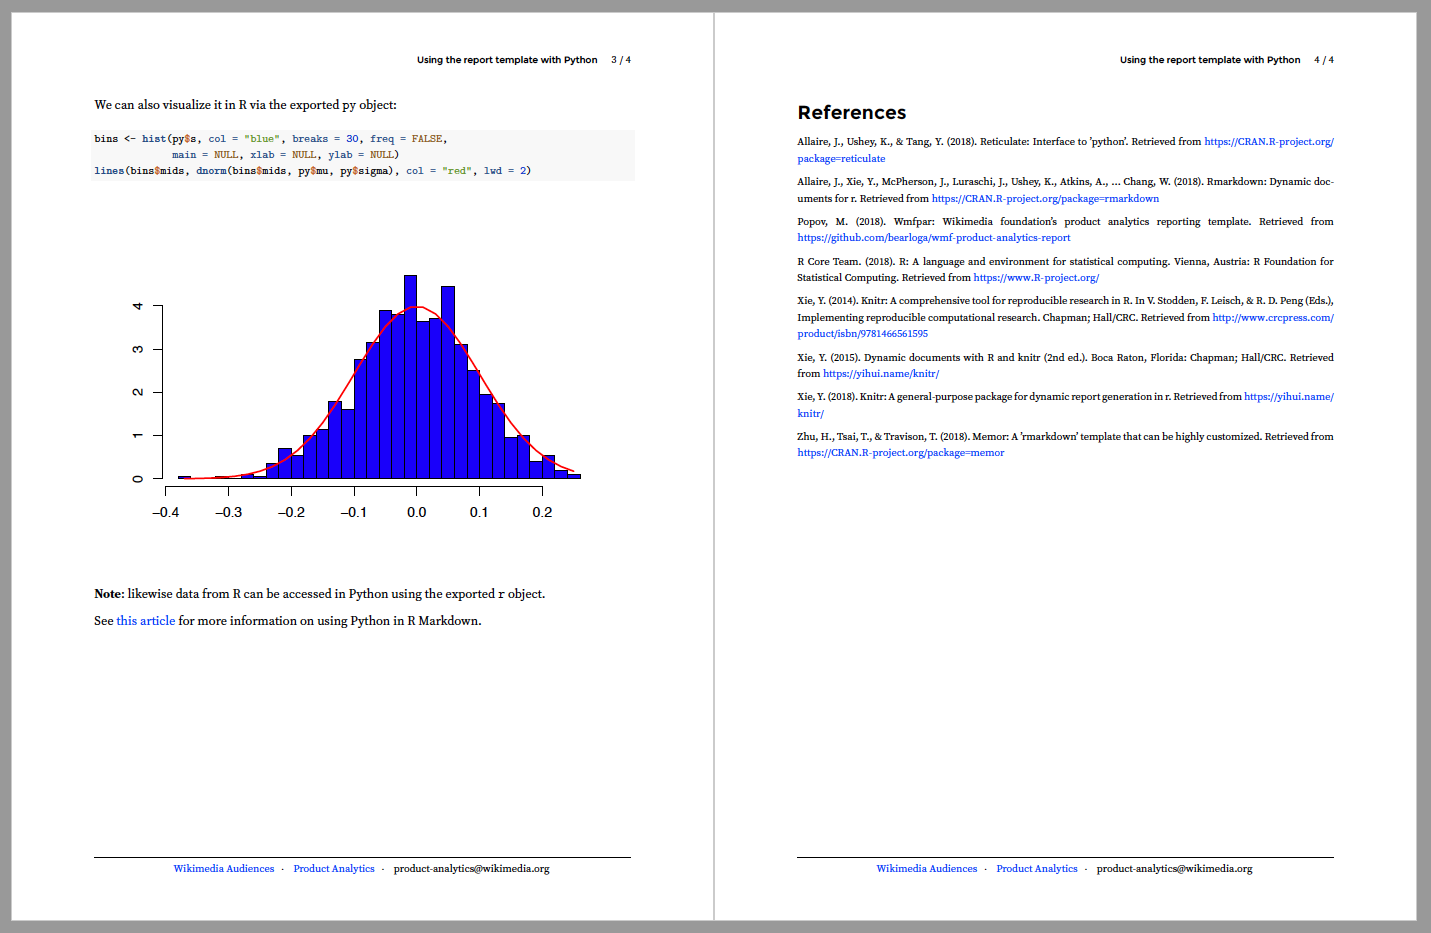 Using the report template with Python 3 / 4
We can also visualize it in R via the exported py object:
bins <- hist(py$s, col = "blue", breaks = 30, freq = FALSE,
main = NULL, xlab = NULL, ylab = NULL)
lines(bins$mids, dnorm(bins$mids, py$mu, py$sigma), col = "red", lwd = 2)
4
3
2
1
0
−0.4 −0.3 −0.2 −0.1 0.0 0.1 0.2
Note: likewise data from R can be accessed in Python using the exported r object.
See this article for more information on using Python in R Markdown.
Wikimedia Audiences · Product Analytics · product-analytics@wikimedia.org
Using the report template with Python 4 / 4
References
Allaire, J., Ushey, K., & Tang, Y. (2018). Reticulate: Interface to 'python'. Retrieved from https://CRAN.R-project.org/
package=reticulate
Allaire, J., Xie, Y., McPherson, J., Luraschi, J., Ushey, K., Atkins, A., … Chang, W. (2018). Rmarkdown: Dynamic doc-
uments for r. Retrieved from https://CRAN.R-project.org/package=rmarkdown
Popov, M. (2018). Wmfpar: Wikimedia foundation's product analytics reporting template. Retrieved from
https://github.com/bearloga/wmf-product-analytics-report
R Core Team. (2018). R: A language and environment for statistical computing. Vienna, Austria: R Foundation for
Statistical Computing. Retrieved from https://www.R-project.org/
Xie, Y. (2014). Knitr: A comprehensive tool for reproducible research in R. In V. Stodden, F. Leisch, & R. D. Peng (Eds.),
Implementing reproducible computational research. Chapman; Hall/CRC. Retrieved from http://www.crcpress.com/
product/isbn/9781466561595
Xie, Y. (2015). Dynamic documents with R and knitr (2nd ed.). Boca Raton, Florida: Chapman; Hall/CRC. Retrieved
from https://yihui.name/knitr/
Xie, Y. (2018). Knitr: A general-purpose package for dynamic report generation in r. Retrieved from https://yihui.name/
knitr/
Zhu, H., Tsai, T., & Travison, T. (2018). Memor: A 'rmarkdown' template that can be highly customized. Retrieved from
https://CRAN.R-project.org/package=memor
Wikimedia Audiences · Product Analytics · product-analytics@wikimedia.org